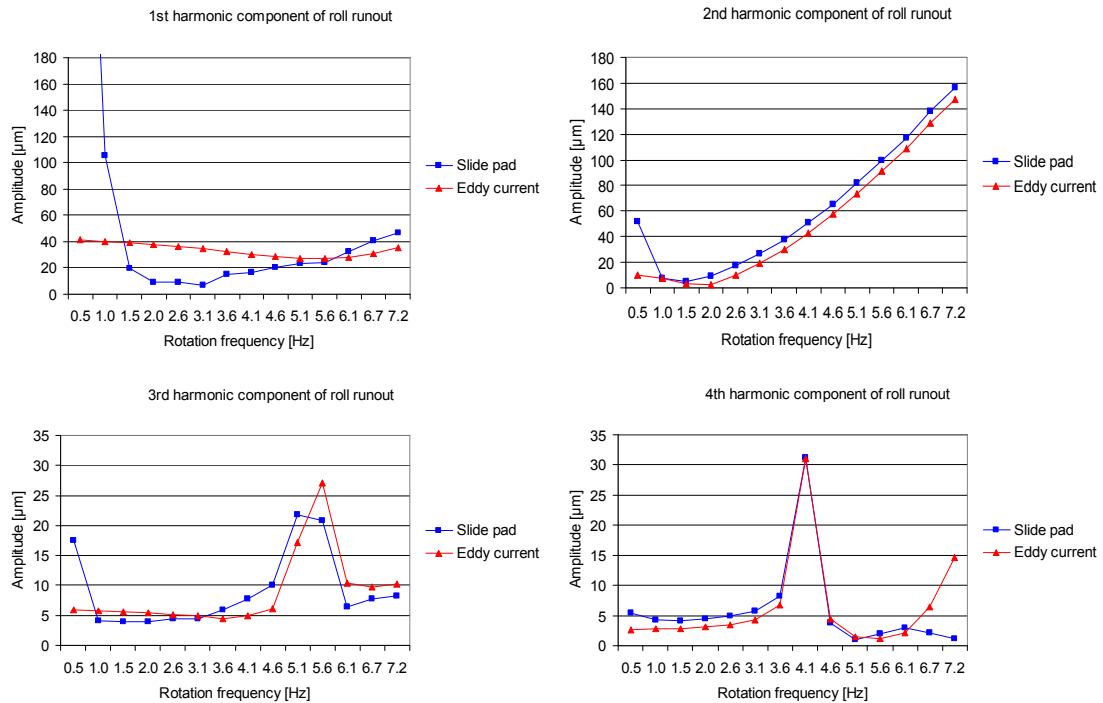 1st harmonic component of roll runout
180
160
140
120
100
80
60
40
20
0
Amplitude [µm]
0.5 1.0 1.5 2.0 2.6 3.1 3.6 4.1 4.6 5.1 5.6 6.1 6.7 7.2
Rotation frequency [Hz]
Slide pad
Eddy current
2nd harmonic component of roll runout
180
160
140
120
100
80
60
40
20
0
Amplitude [µm]
0.5 1.0 1.5 2.0 2.6 3.1 3.6 4.1 4.6 5.1 5.6 6.1 6.7 7.2
Rotation frequency [Hz]
Slide pad
Eddy current
3rd harmonic component of roll runout
35
30
25
20
15
10
5
0
Amplitude [µm]
0.5 1.0 1.5 2.0 2.6 3.1 3.6 4.1 4.6 5.1 5.6 6.1 6.7 7.2
Rotation frequency [Hz]
Slide pad
Eddy current
4th harmonic component of roll runout
35
30
25
20
15
10
5
0
Amplitude [µm]
0.5 1.0 1.5 2.0 2.6 3.1 3.6 4.1 4.6 5.1 5.6 6.1 6.7 7.2
Rotation frequency [Hz]
Slide pad
Eddy current